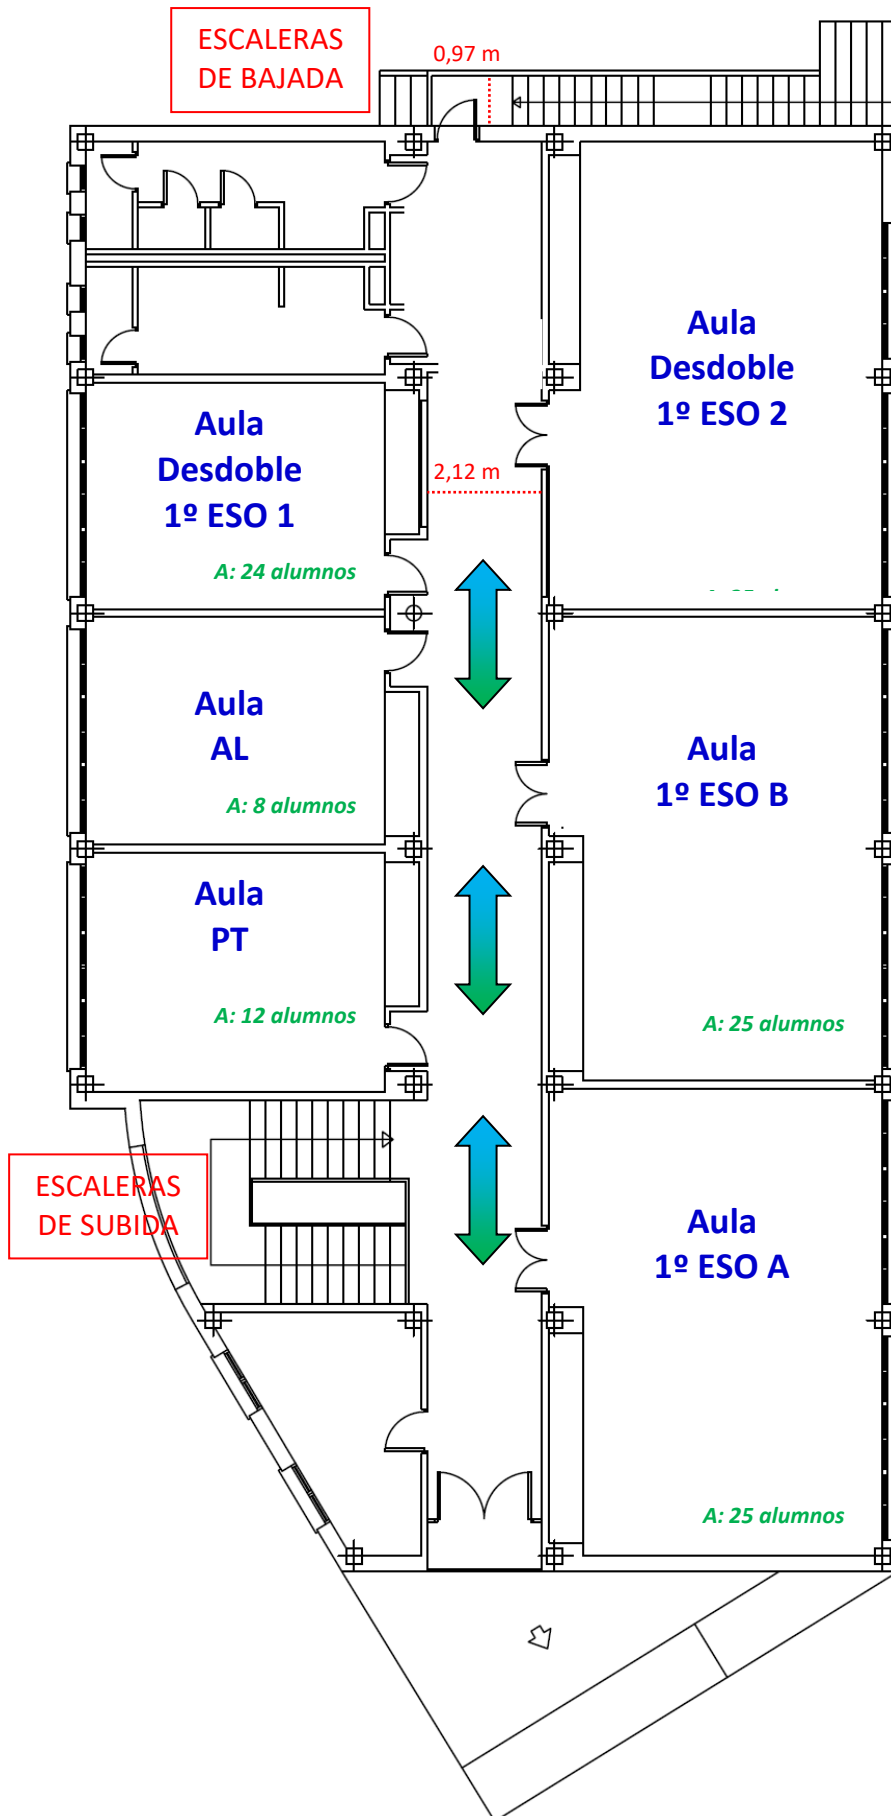 ESCALERAS
DE BAJADA
0,97 m
Aula
Desdoble
1º ESO 2
Aula
Desdoble
1º ESO 1
2,12 m
A: 24 alumnos
Aula
AL
A: 8 alumnos
Aula
1º ESO B
Aula
PT
A: 12 alumnos
A: 25 alumnos
ESCALERAS
DE SUBIDA
Aula
1º ESO A
A: 25 alumnos